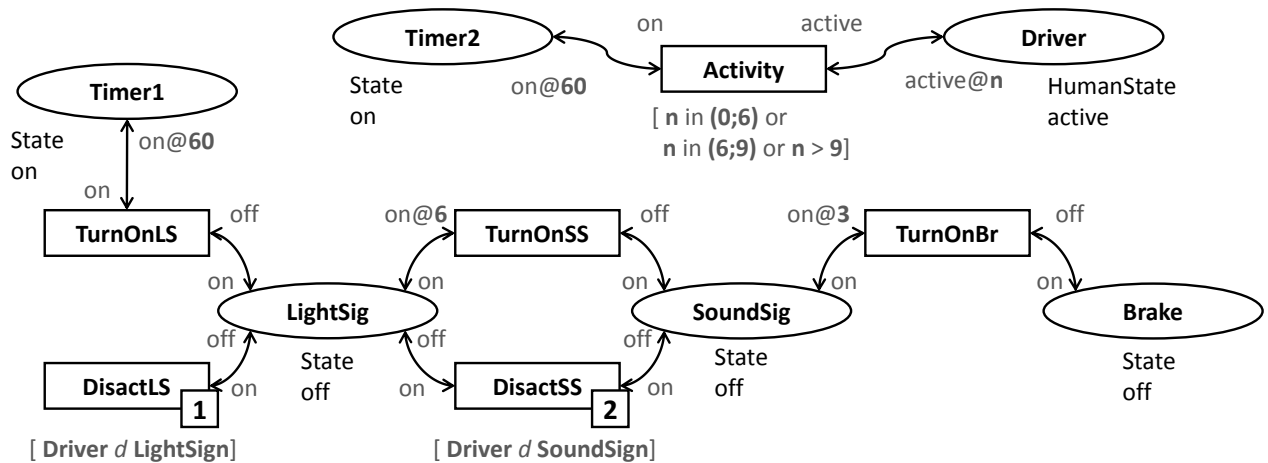 on
active
Timer2
Driver
Activity
Timer1
State
on
on@60
active@n
HumanState
active
[ n in (0;6) or
n in (6;9) or n > 9]
State
on
on@60
on
off
on@6
off
on@3
off
TurnOnLS
TurnOnSS
TurnOnBr
on
on
on
on
on
LightSig
SoundSig
Brake
off
State
off
off
off
State
off
State
off
DisactLS
on
on
DisactSS
on
1
2
[ Driver d LightSign]
[ Driver d SoundSign]